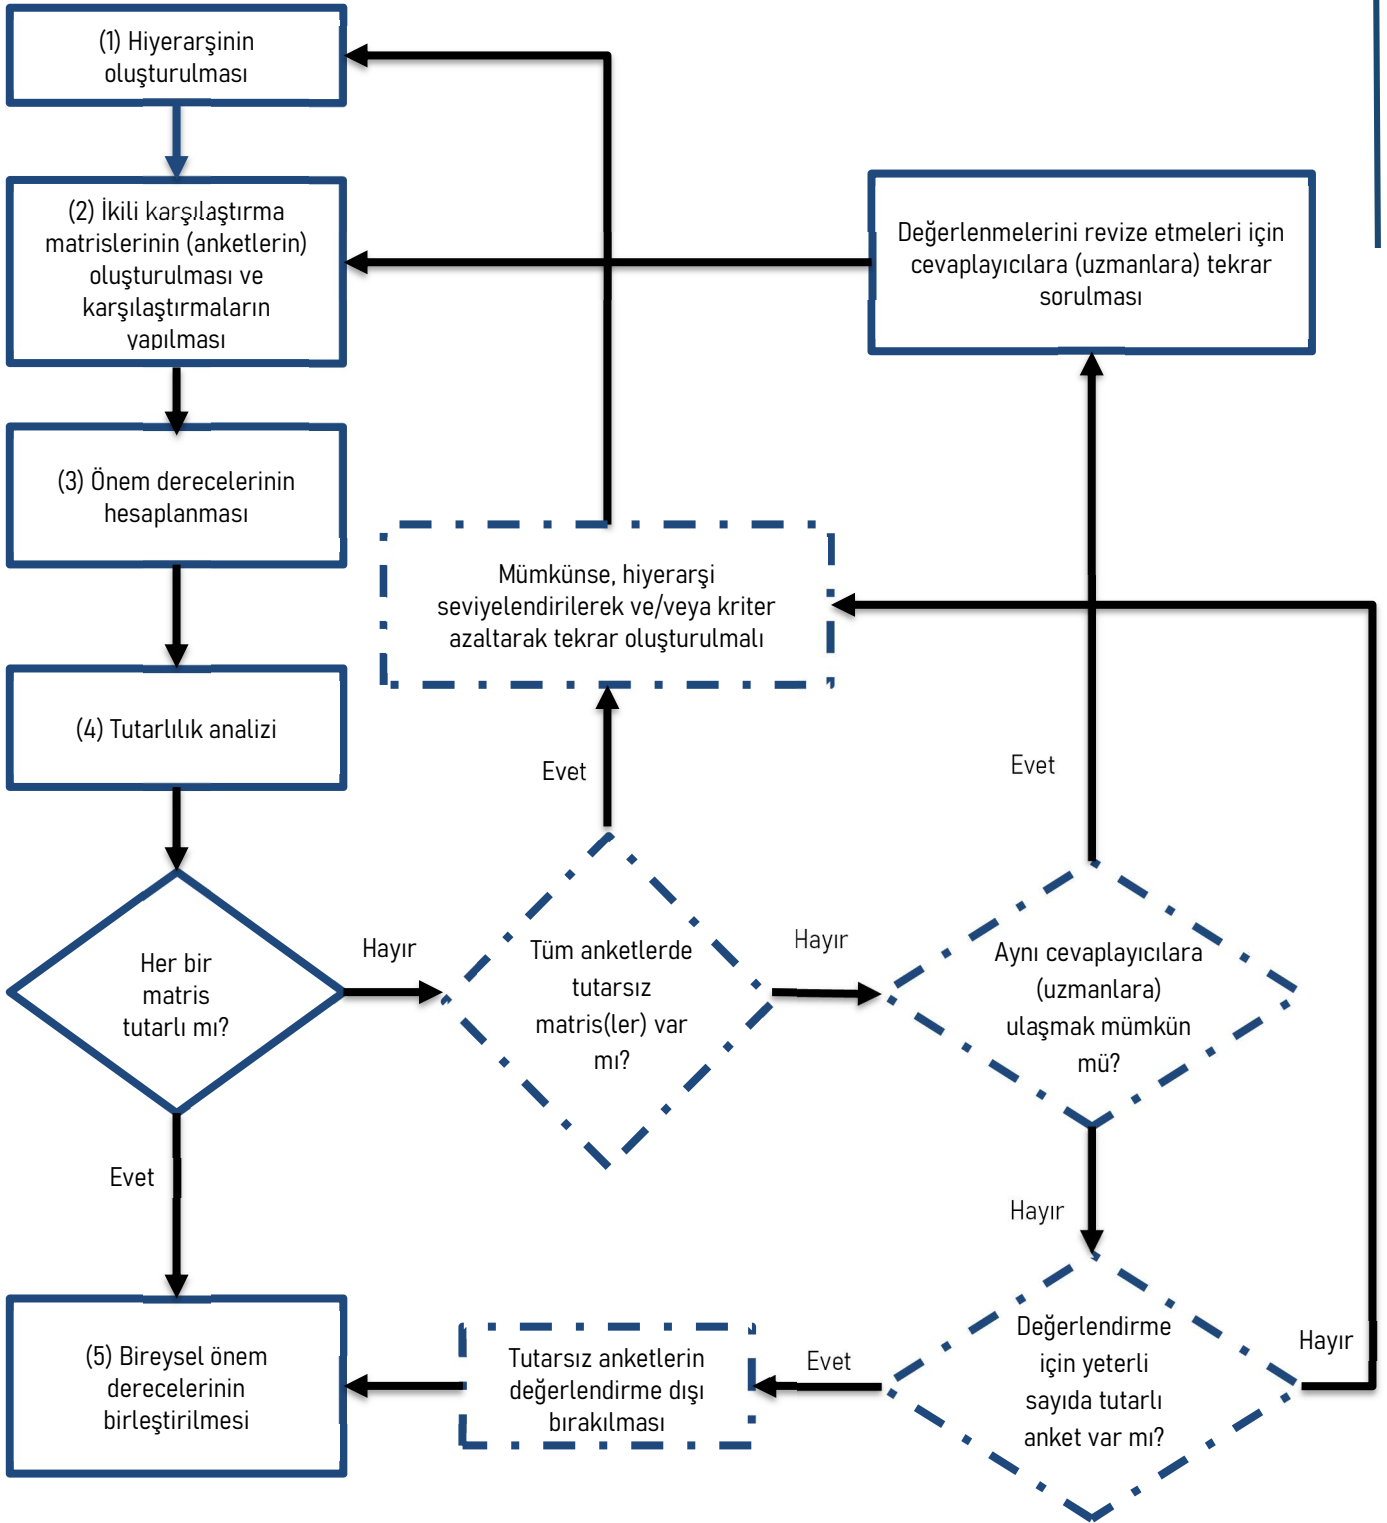 (1) Hiyerarşinin
oluşturulması
(2) İkili karşılaştırma
matrislerinin (anketlerin)
oluşturulması ve
karşılaştırmaların
yapılması
Değerlenmelerini revize etmeleri için
cevaplayıcılara (uzmanlara) tekrar
sorulması
(3) Önem derecelerinin
hesaplanması
Mümkünse, hiyerarşi
seviyelendirilerek ve/veya kriter
azaltarak tekrar oluşturulmalı
(4) Tutarlılık analizi
Evet
Evet
Her bir
matris
tutarlı mı?
Hayır
Tüm anketlerde
tutarsız
matris(ler) var
mı?
Hayır
Aynı cevaplayıcılara
(uzmanlara)
ulaşmak mümkün
mü?
Evet
Hayır
(5) Bireysel önem
derecelerinin
birleştirilmesi
Tutarsız anketlerin
değerlendirme dışı
bırakılması
Evet
Değerlendirme
için yeterli
sayıda tutarlı
anket var mı?
Hayır